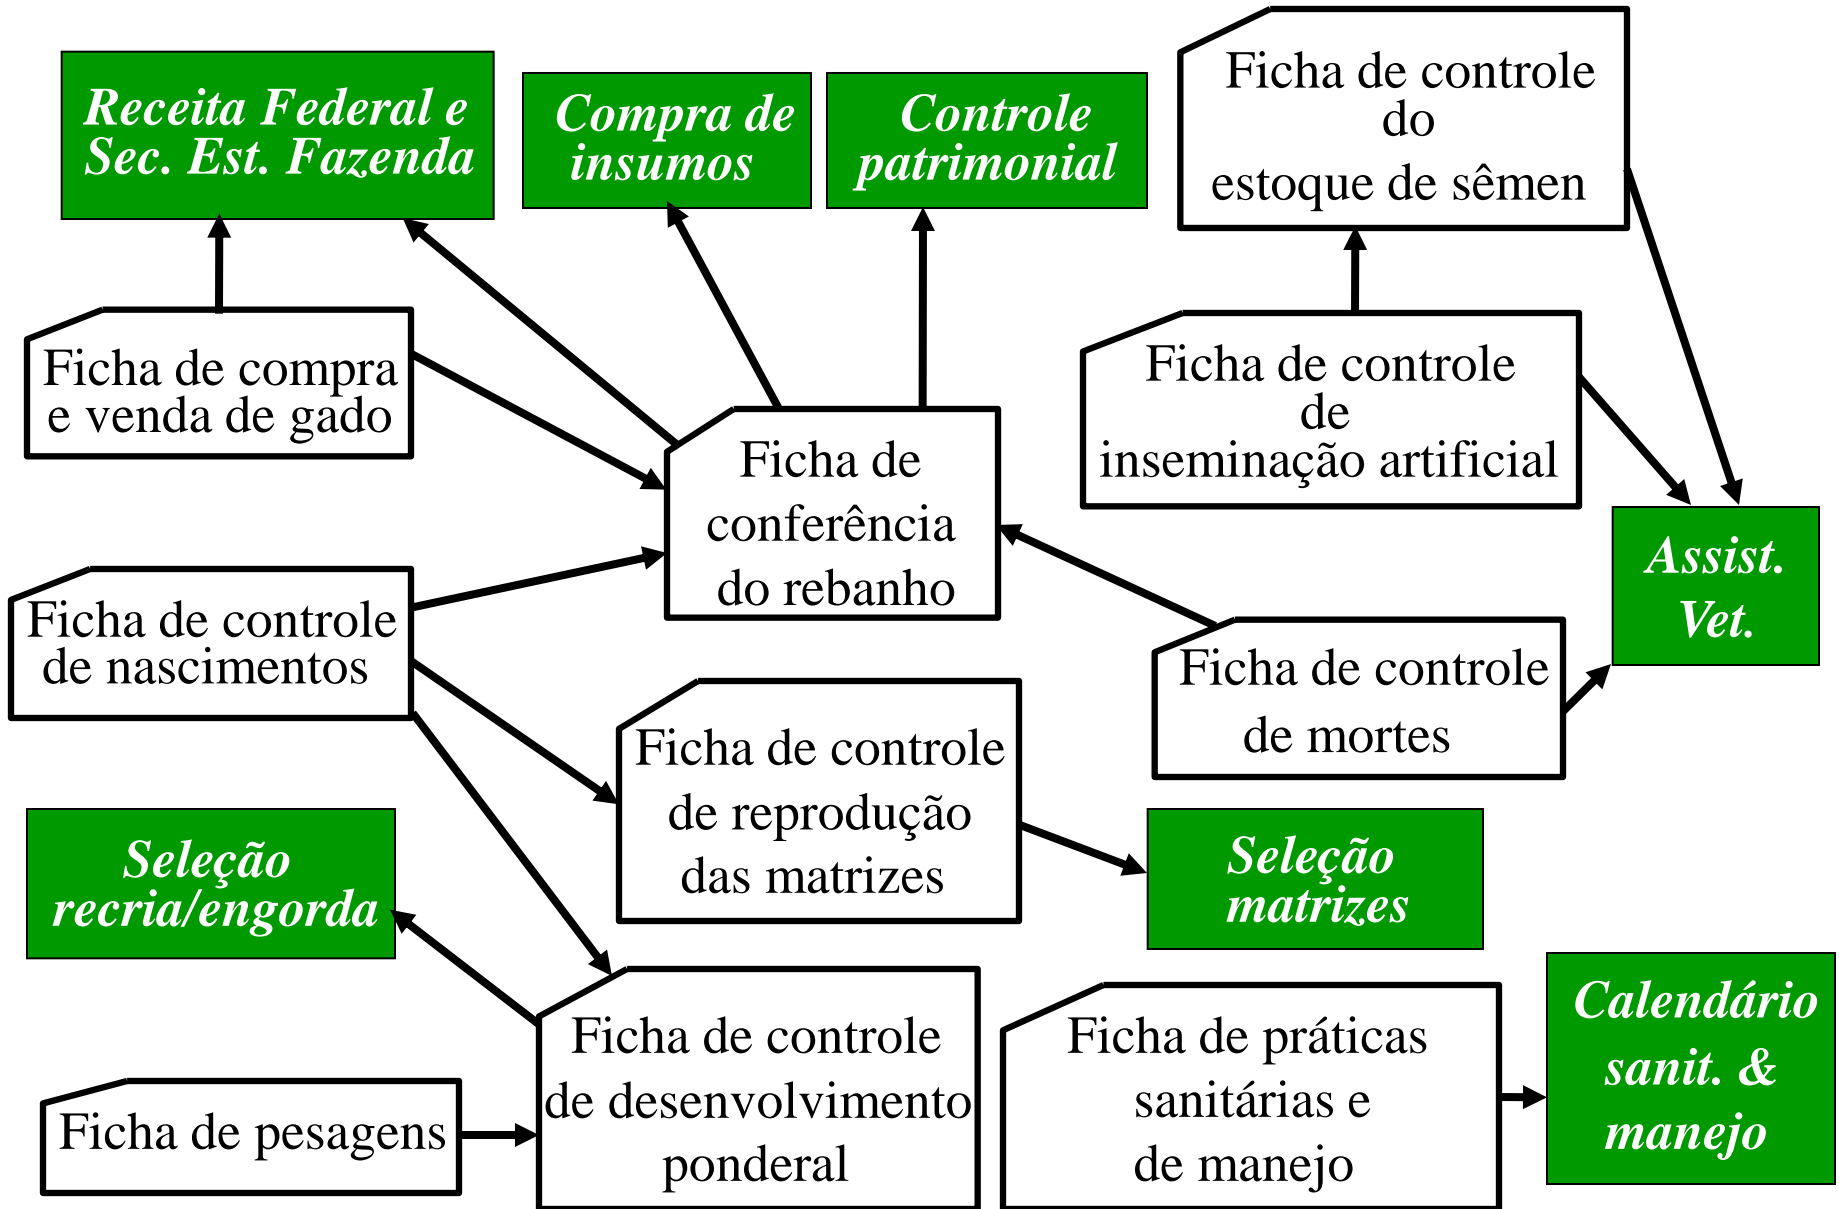 Receita Federal e
Sec. Est. Fazenda
Compra de
insumos
Controle
patrimonial
Ficha de controle
do
estoque de sêmen
Ficha de compra
e venda de gado
Ficha de controle
de
inseminação artificial
Ficha de
conferência
do rebanho
Assist.
Vet.
Ficha de controle
de nascimentos
Ficha de controle
de mortes
Ficha de controle
de reprodução
das matrizes
Seleção
recria/engorda
Seleção
matrizes
Ficha de controle
de desenvolvimento
ponderal
Ficha de práticas
sanitárias e
de manejo
Calendário
sanit. &
manejo
Ficha de pesagens